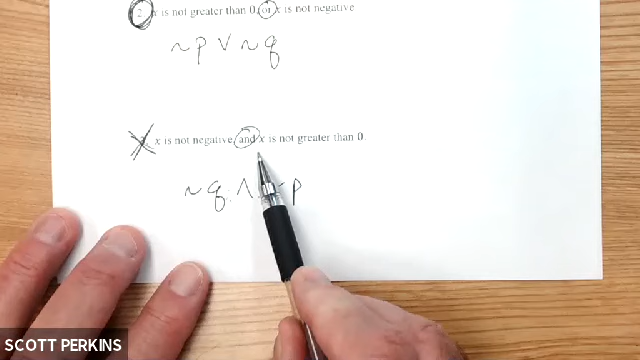 2. x is not greater than 0 or x is not negative
~p ∨ ~q
x is not negative and x is not greater than 0.
~q ∧ ~p
SCOTT PERKINS